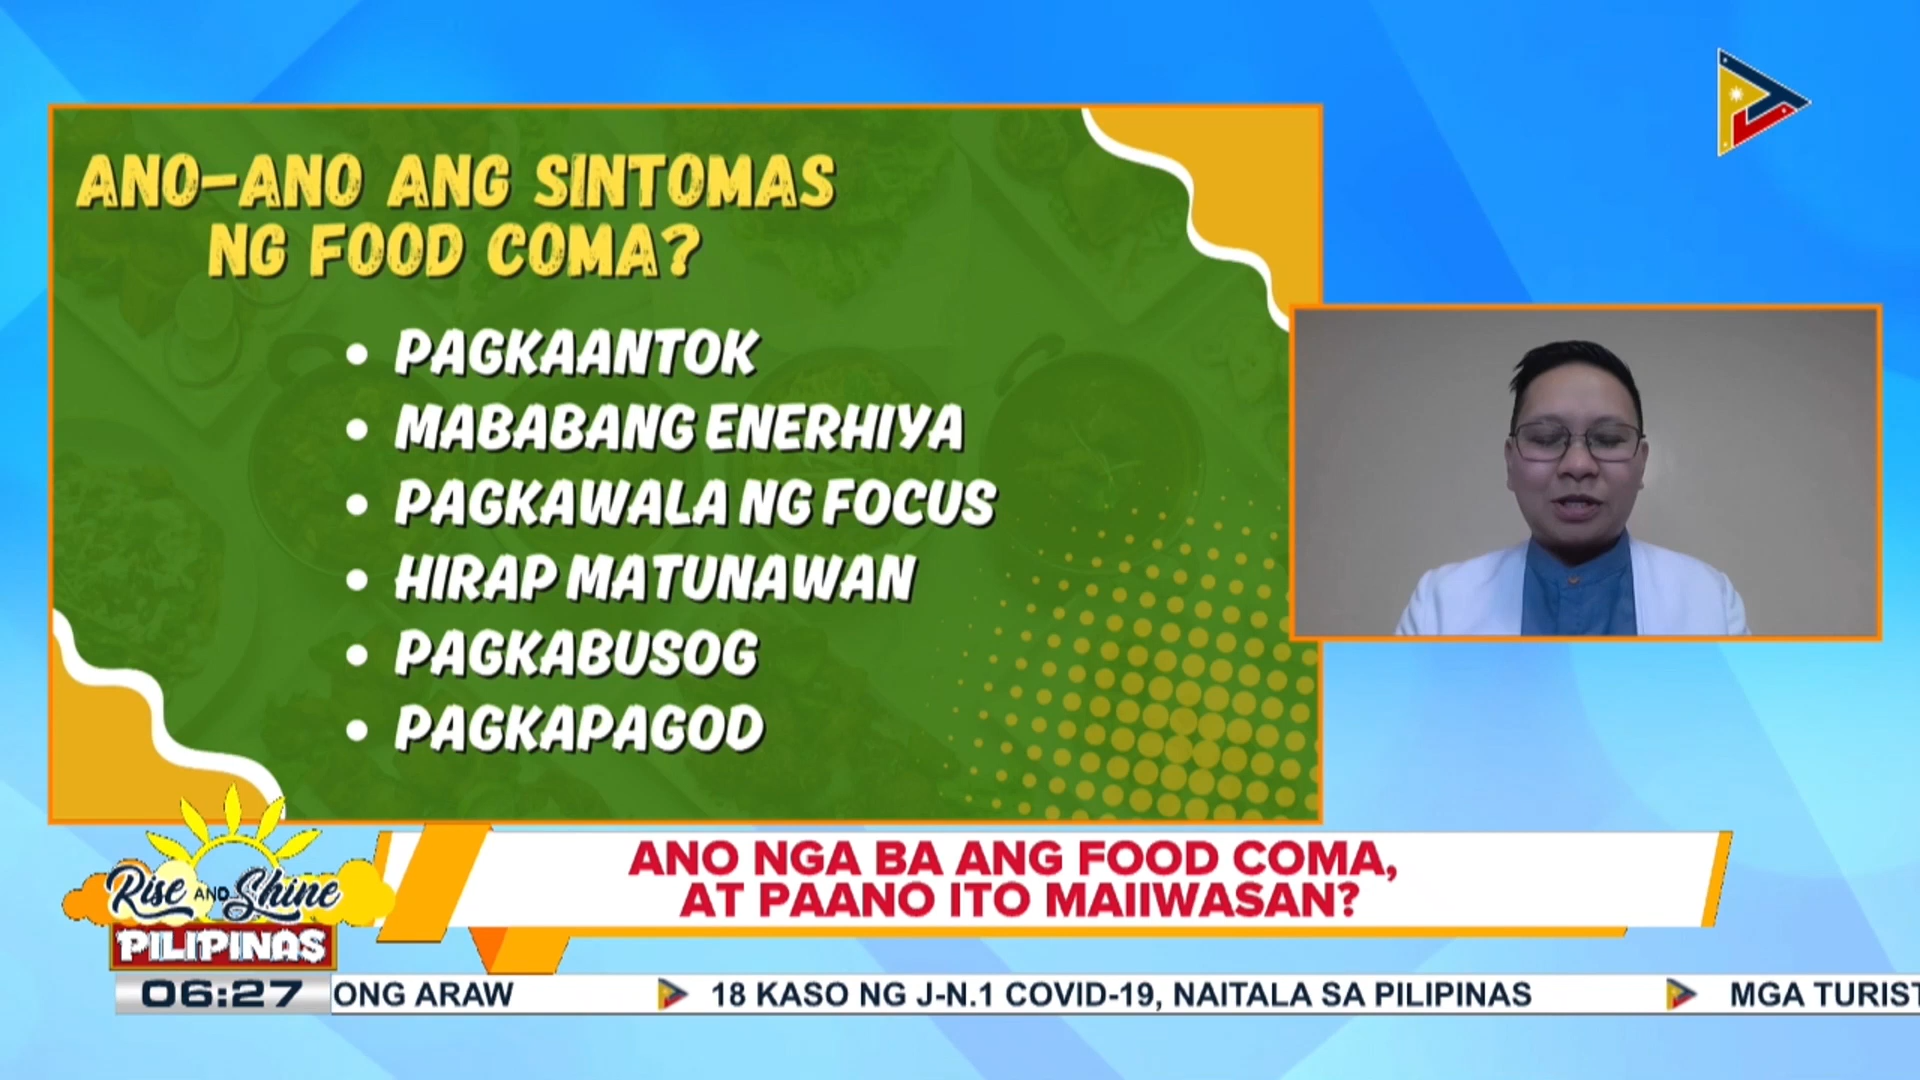 ANO-ANO ANG SINTOMAS
NG FOOD COMA?
• PAGKAANTOK
• MABABANG ENERHIYA
• PAGKAWALA NG FOCUS
• HIRAP MATUNAWAN
• PAGKABUSOG
• PAGKAPAGOD
ANO NGA BA ANG FOOD COMA,
AT PAANO ITO MAIIWASAN?
Rise AND Shine
PILIPINAS
06:27
ONG ARAW
18 KASO NG J-N.1 COVID-19, NAITALA SA PILIPINAS
MGA TURIST